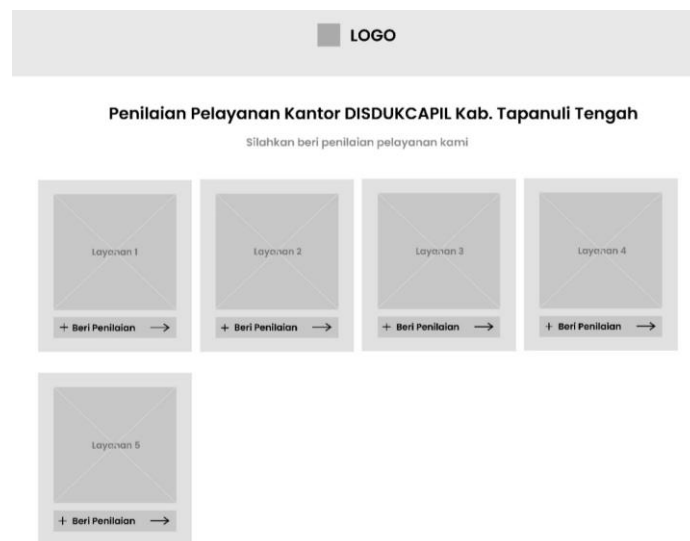 LOGO
Penilaian Pelayanan Kantor DISDUKCAPIL Kab. Tapanuli Tengah
Silahkan beri penilaian pelayanan kami
Layanan 1
Layanan 2
Layanan 3
Layanan 4
+ Beri Penilaian →
+ Beri Penilaian →
+ Beri Penilaian →
+ Beri Penilaian →
Layanan 5
+ Beri Penilaian →